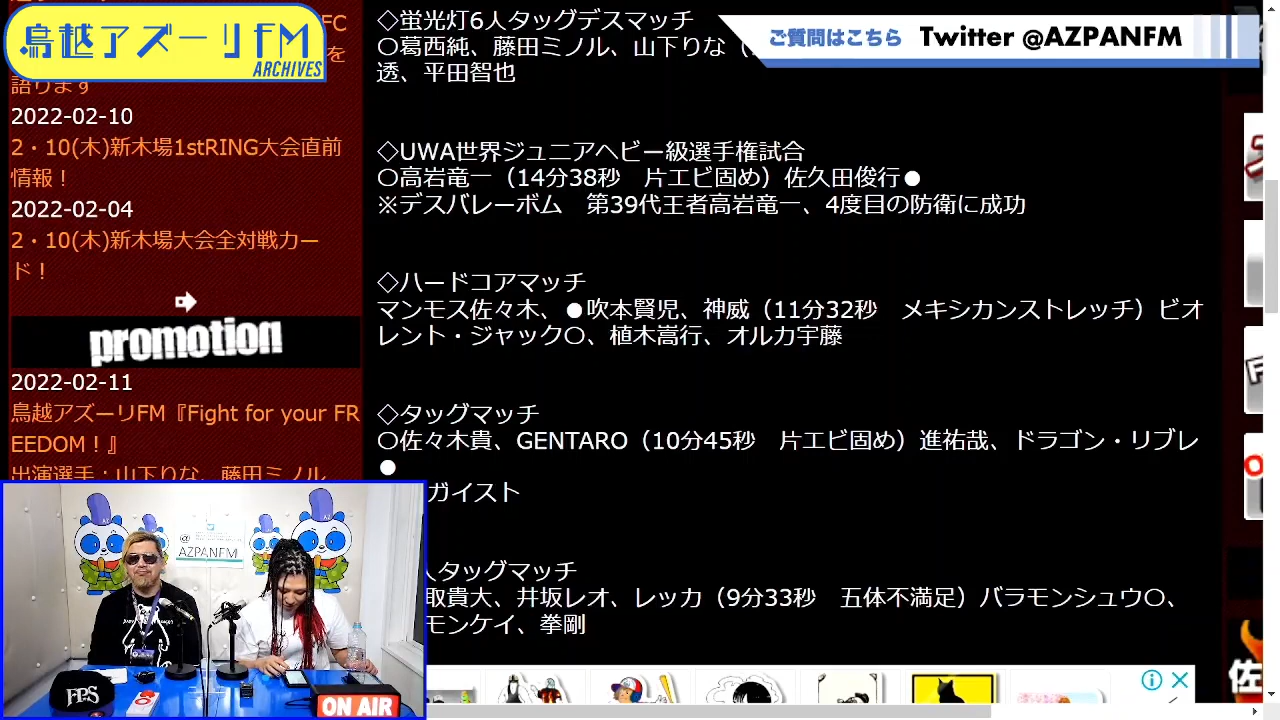 鳥越アズーリFM
ARCHIVES
FC
を
語ります
2022-02-10
2・10(木)新木場1stRING大会直前
情報！
2022-02-04
2・10(木)新木場大会全対戦カー
ド！
promotion
2022-02-11
鳥越アズーリFM『Fight for your FR
EEDOM！』
出演選手：山下りな、藤田ミノル
ご質問はこちら Twitter @AZPANFM
◇蛍光灯6人タッグデスマッチ
〇葛西純、藤田ミノル、山下りな（
透、平田智也
◇UWA世界ジュニアヘビー級選手権試合
〇高岩竜一（14分38秒　片エビ固め）佐久田俊行●
※デスバレーボム　第39代王者高岩竜一、4度目の防衛に成功
◇ハードコアマッチ
マンモス佐々木、●吹本賢児、神威（11分32秒　メキシカンストレッチ）ビオ
レント・ジャック〇、植木嵩行、オルカ宇藤
◇タッグマッチ
〇佐々木貴、GENTARO（10分45秒　片エビ固め）進祐哉、ドラゴン・リブレ
●
ガイスト
人タッグマッチ
取貴大、井坂レオ、レッカ（9分33秒　五体不満足）バラモンシュウ〇、
モンケイ、拳剛
@
AZPANFM
FPS
ON AIR
佐